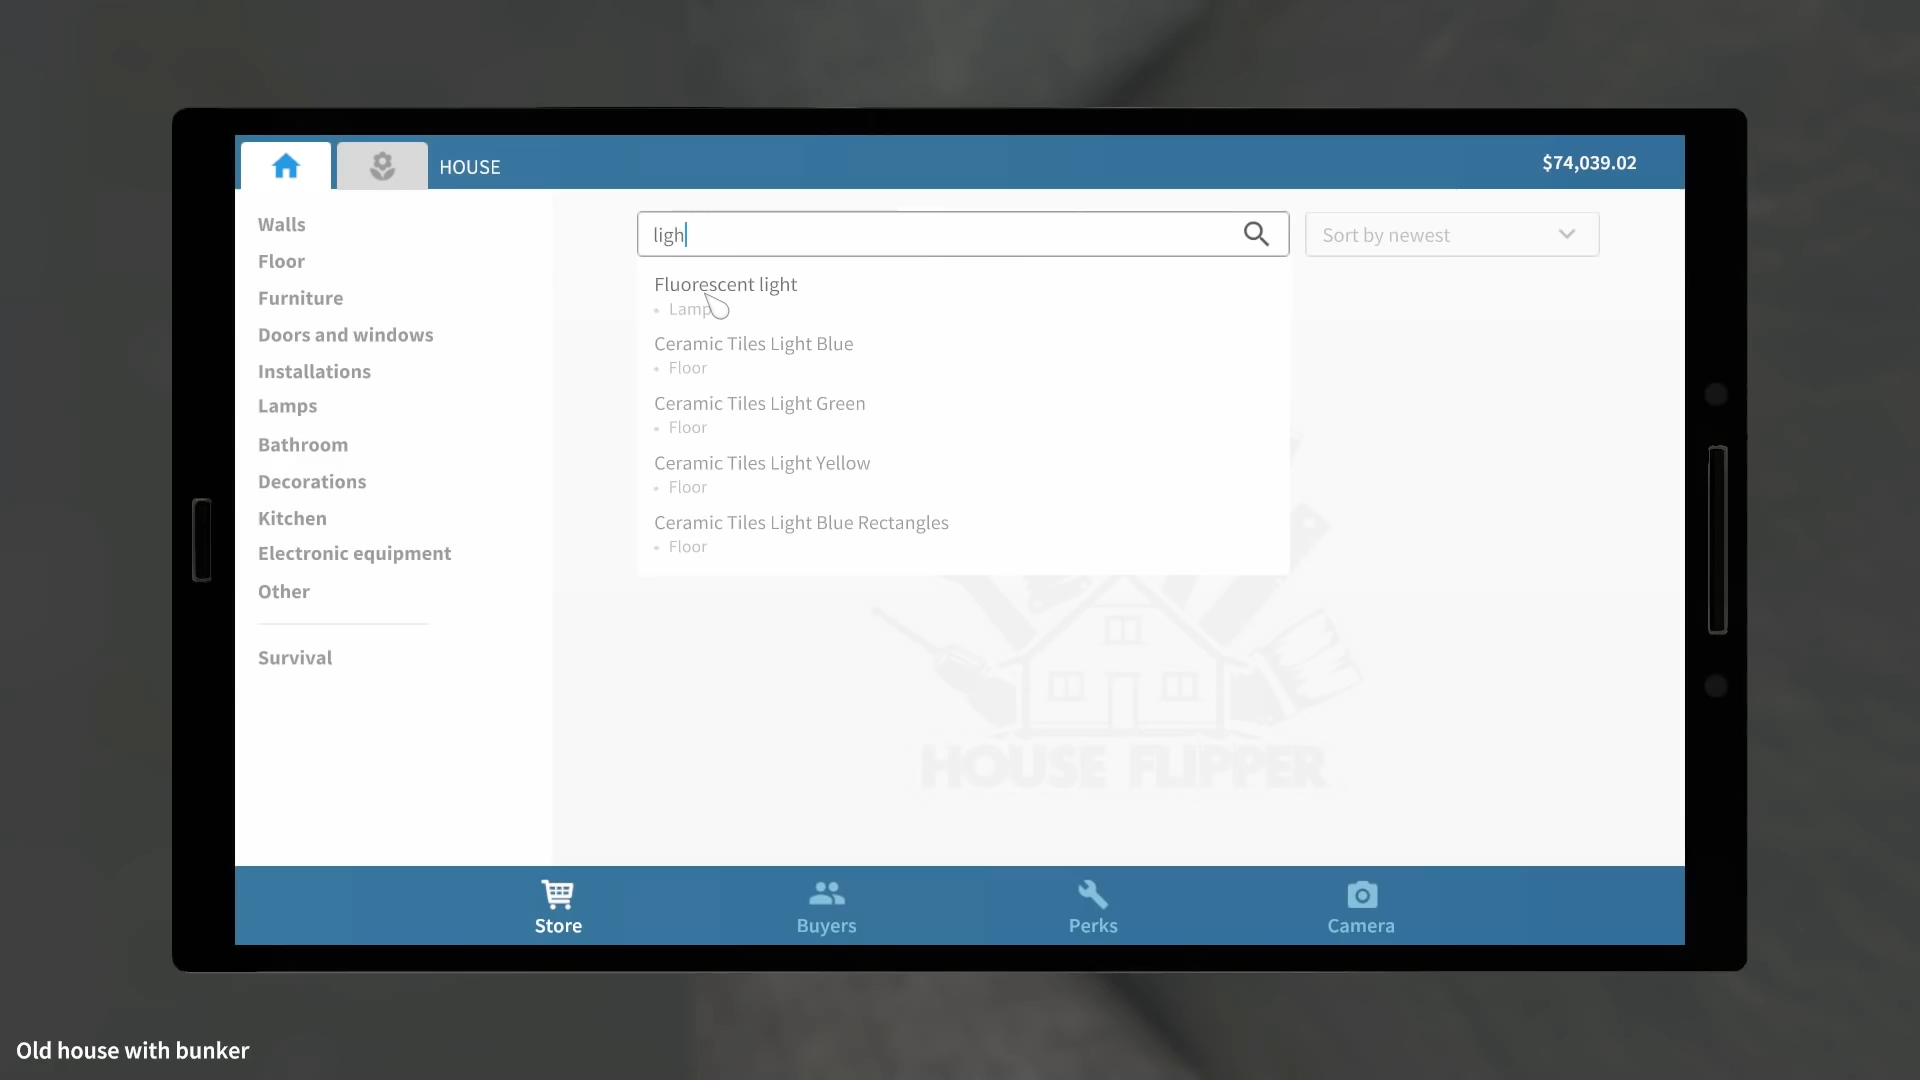 HOUSE
$74,039.02
Walls
Floor
Furniture
Doors and windows
Installations
Lamps
Bathroom
Decorations
Kitchen
Electronic equipment
Other
Survival
ligh
Sort by newest
Fluorescent light
• Lamp
Ceramic Tiles Light Blue
• Floor
Ceramic Tiles Light Green
• Floor
Ceramic Tiles Light Yellow
• Floor
Ceramic Tiles Light Blue Rectangles
• Floor
HOUSE FLIPPER
Store
Buyers
Perks
Camera
Old house with bunker